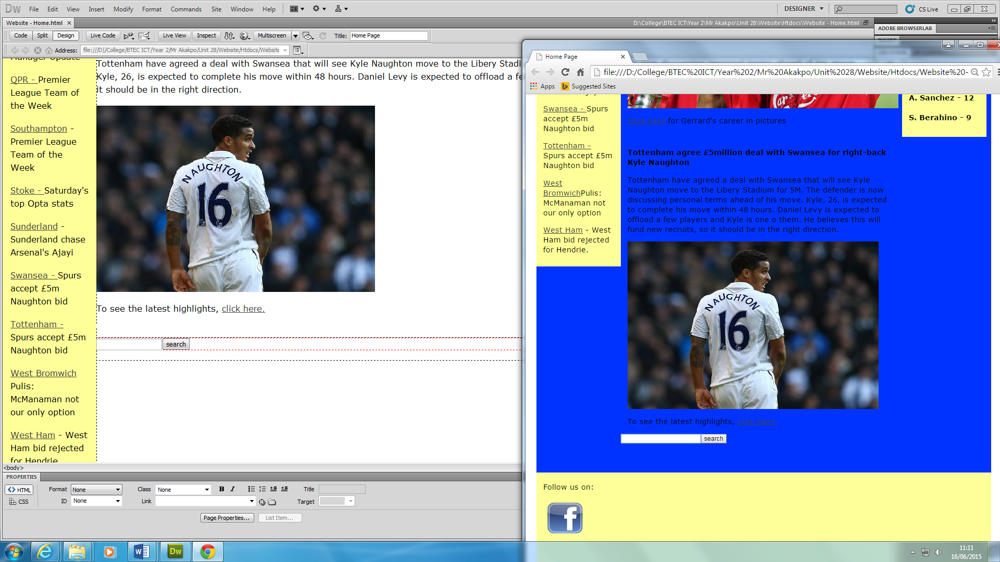 Dw File Edit View Insert Modify Format Commands Site Window Help DESIGNER CS Live
Website - Home.html D:\College\BTEC ICT\Year 2\Mr Akakpo\Unit 28\Website\Htdocs\Website - Home.html
ADOBE BROWSERLAB
Code Split Design Live Code Live View Inspect Multiscreen Title: Home Page
Address: file:///D|/College/BTEC ICT/Year 2/Mr Akakpo/Unit 28/Website/Htdocs/Website
Manager Update
QPR - Premier
League Team of
the Week
Southampton -
Premier League
Team of the
Week
Stoke - Saturday's
top Opta stats
Sunderland -
Sunderland chase
Arsenal's Ajayi
Swansea - Spurs
accept £5m
Naughton bid
Tottenham -
Spurs accept £5m
Naughton bid
West Bromwich
Pulis:
McManaman not
our only option
West Ham - West
Ham bid rejected
for Hendrie
Tottenham have agreed a deal with Swansea that will see Kyle Naughton move to the Libery Stadi
Kyle, 26, is expected to complete his move within 48 hours. Daniel Levy is expected to offload a fe
it should be in the right direction.
NAUGHTON
16
To see the latest highlights, click here.
search
<body>
PROPERTIES
HTML Format None Class None B I Title
CSS ID None Link Target
Page Properties... List Item...
Home Page
file:///D:/College/BTEC%20ICT/Year%202/Mr%20Akakpo/Unit%2028/Website/Htdocs/Website%20-
Apps Suggested Sites
Swansea - Spurs
accept £5m
Naughton bid
Tottenham -
Spurs accept £5m
Naughton bid
West
BromwichPulis:
McManaman not
our only option
West Ham - West
Ham bid rejected
for Hendrie.
Click here for Gerrard's career in pictures
Tottenham agree £5million deal with Swansea for right-back
Kyle Naughton
Tottenham have agreed a deal with Swansea that will see Kyle
Naughton move to the Libery Stadium for 5M. The defender is now
discussing personal terms ahead of his move. Kyle, 26, is expected
to complete his move within 48 hours. Daniel Levy is expected to
offload a few players and Kyle is one o them. He believes this will
fund new recruits, so it should be in the right direction.
NAUGHTON
16
To see the latest highlights, click here.
search
A. Sanchez - 12
S. Berahino - 9
Follow us on:
f
W Dw
11:11
16/06/2015